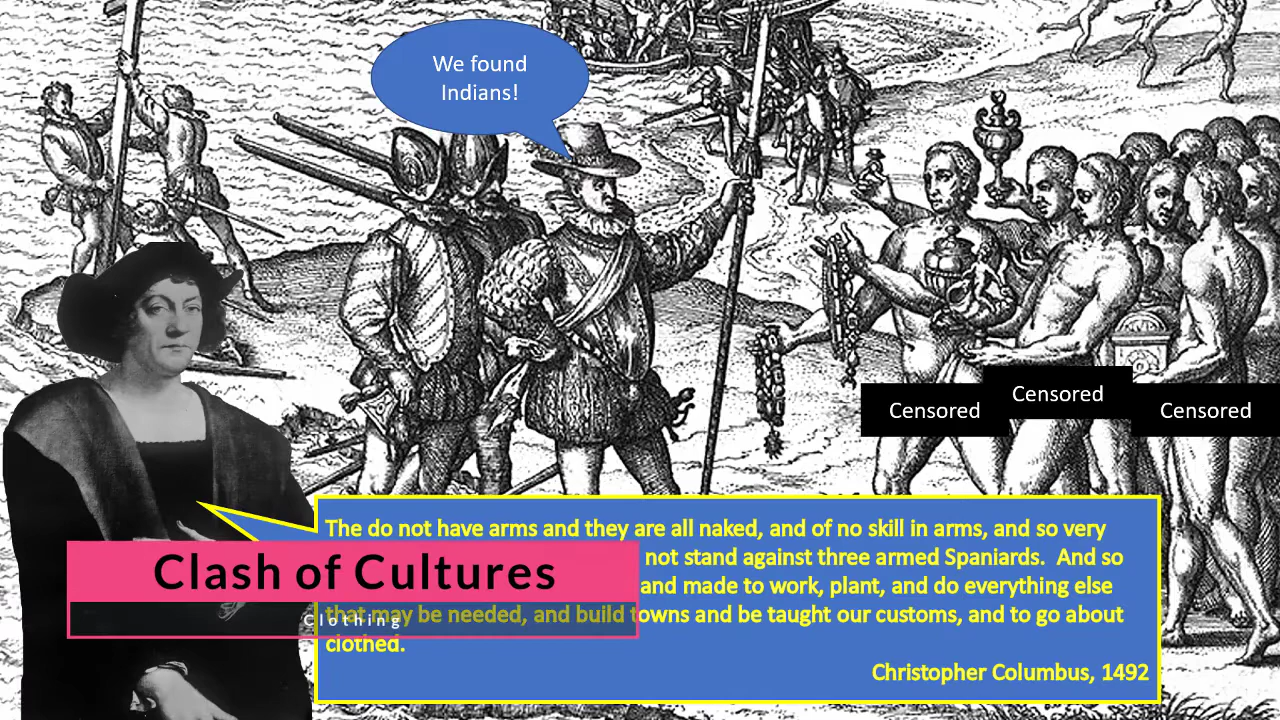 We found
Indians!
Censored
Censored
Censored
The do not have arms and they are all naked, and of no skill in arms, and so very
not stand against three armed Spaniards. And so
and made to work, plant, and do everything else
that may be needed, and build towns and be taught our customs, and to go about
clothed.
Christopher Columbus, 1492
Clash of Cultures
Clothing